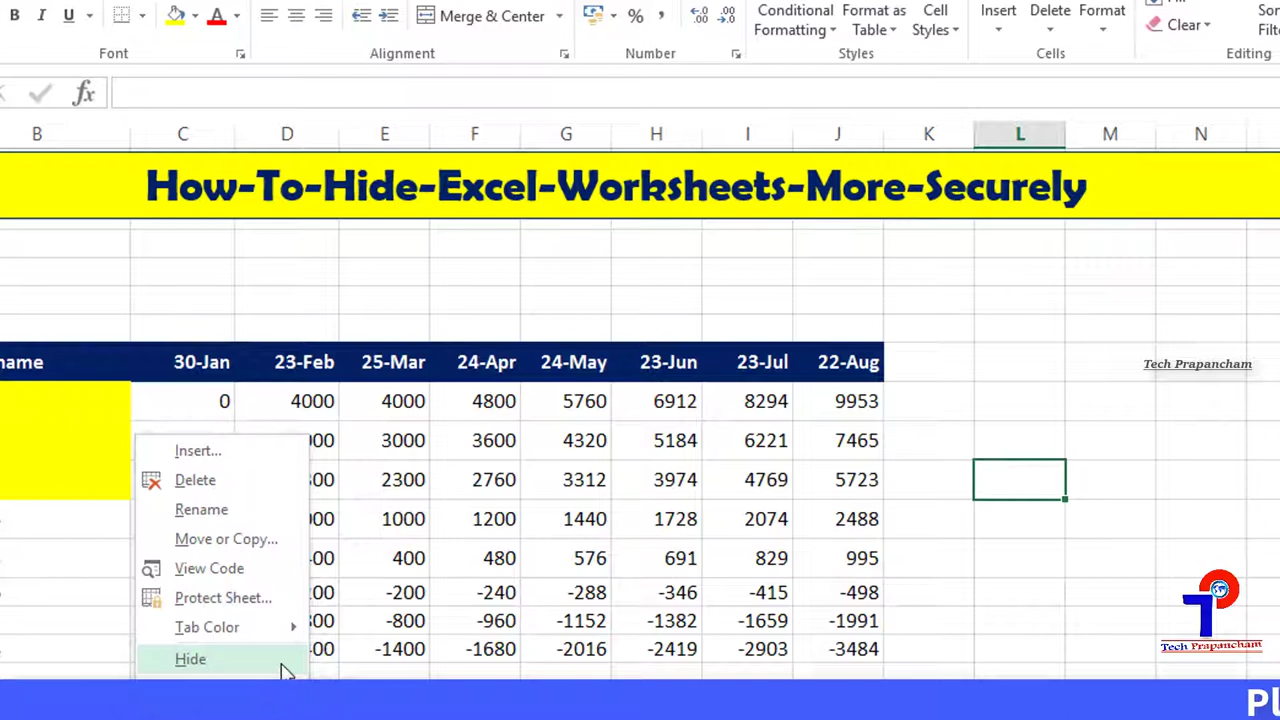 B I U Merge & Center % , Conditional Format as Cell Insert Delete Format
Formatting Table Styles Clear
Font Alignment Number Styles Cells Editing
fx
B C D E F G H I J K L M N
How-To-Hide-Excel-Worksheets-More-Securely
name 30-Jan 23-Feb 25-Mar 24-Apr 24-May 23-Jun 23-Jul 22-Aug
Tech Prapancham
0 4000 4000 4800 5760 6912 8294 9953
3000 3600 4320 5184 6221 7465
2300 2760 3312 3974 4769 5723
1000 1200 1440 1728 2074 2488
400 480 576 691 829 995
-200 -240 -288 -346 -415 -498
-800 -960 -1152 -1382 -1659 -1991
-1400 -1680 -2016 -2419 -2903 -3484
Insert...
Delete
Rename
Move or Copy...
View Code
Protect Sheet...
Tab Color
Hide
Tech Prapancham